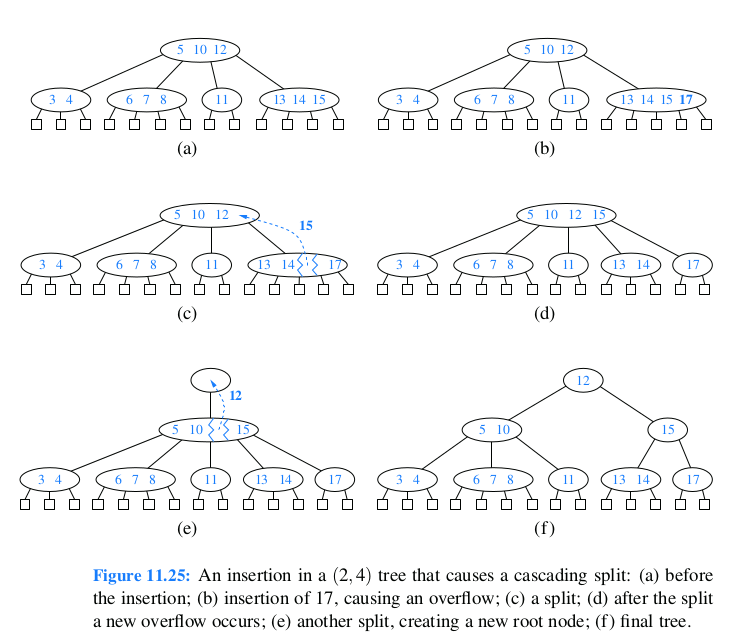 5 10 12
3 4 6 7 8 11 13 14 15
(a)
5 10 12
3 4 6 7 8 11 13 14 15 17
(b)
5 10 12
15
3 4 6 7 8 11 13 14 17
(c)
5 10 12 15
3 4 6 7 8 11 13 14 17
(d)
12
5 10 15
3 4 6 7 8 11 13 14 17
(e)
12
5 10 15
3 4 6 7 8 11 13 14 17
(f)
Figure 11.25: An insertion in a (2,4) tree that causes a cascading split: (a) before
the insertion; (b) insertion of 17, causing an overflow; (c) a split; (d) after the split
a new overflow occurs; (e) another split, creating a new root node; (f) final tree.